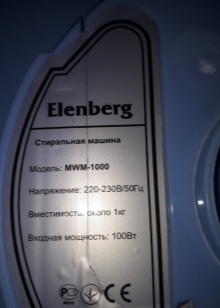 Elenberg
Стиральная машина
Модель: MWM-1000
Напряжение: 220-230В/50Гц
Вместимость: около 1кг
Входная мощность: 100Вт
CE